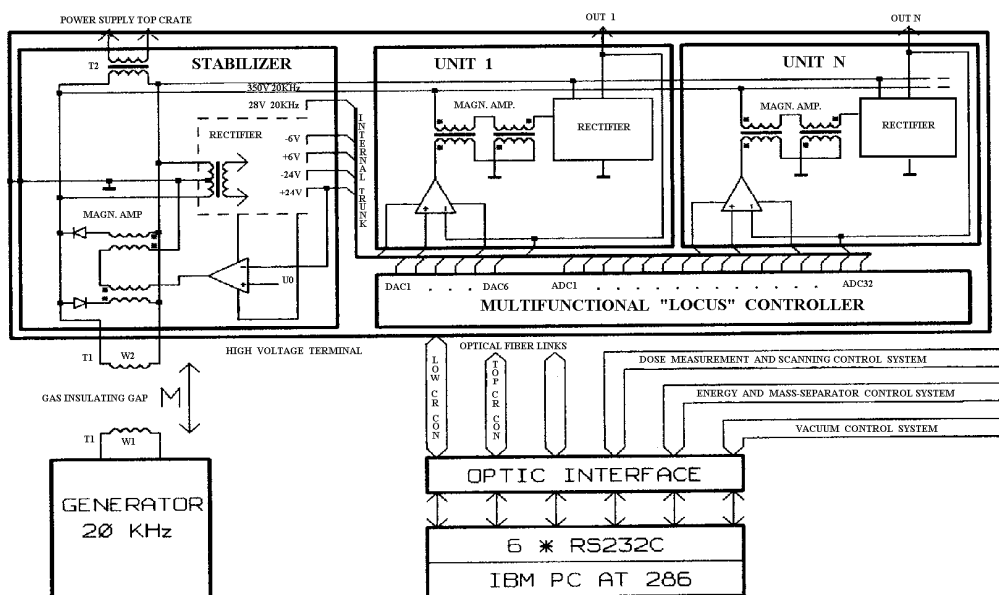 POWER SUPPLY TOP CRATE
OUT 1
OUT N
T2
STABILIZER
UNIT 1
UNIT N
350V 20KHz
28V 20KHz
MAGN. AMP.
MAGN. AMP.
RECTIFIER
RECTIFIER
RECTIFIER
-6V
+6V
-24V
+24V
INTERNAL TRUNK
MAGN. AMP
U0
DAC1 . . . . DAC6
ADC1 . . . . . . . . . . . ADC32
MULTIFUNCTIONAL "LOCUS" CONTROLLER
T1
W2
HIGH VOLTAGE TERMINAL
OPTICAL FIBER LINKS
LOW CR CON
TOP CR CON
DOSE MEASUREMENT AND SCANNING CONTROL SYSTEM
GAS INSULATING GAP
M
ENERGY AND MASS-SEPARATOR CONTROL SYSTEM
VACUUM CONTROL SYSTEM
T1
W1
GENERATOR
20 KHz
OPTIC INTERFACE
6 * RS232C
IBM PC AT 286